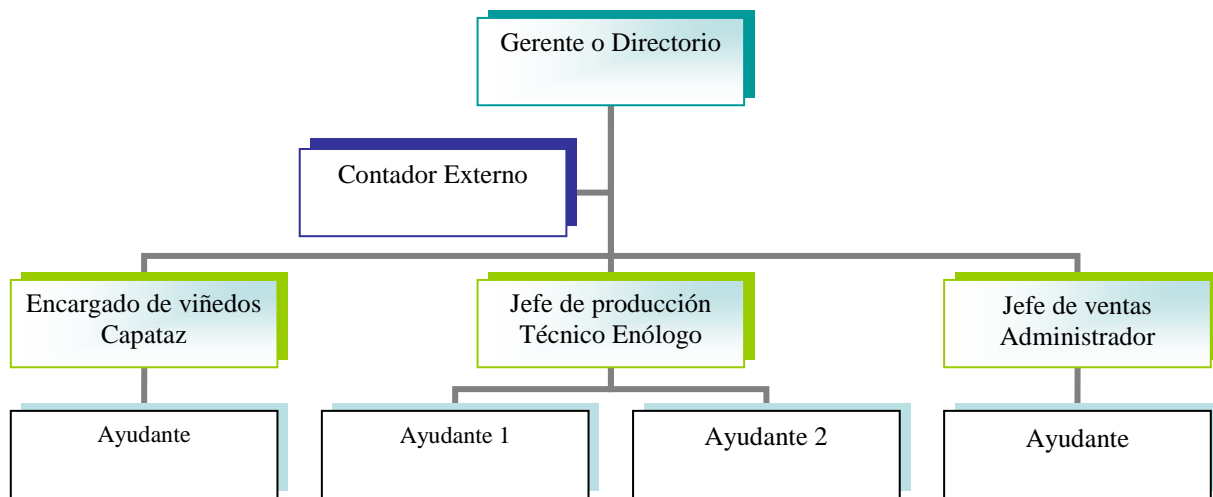 Gerente o Directorio
Contador Externo
Encargado de viñedos
Capataz
Jefe de producción
Técnico Enólogo
Jefe de ventas
Administrador
Ayudante
Ayudante 1
Ayudante 2
Ayudante